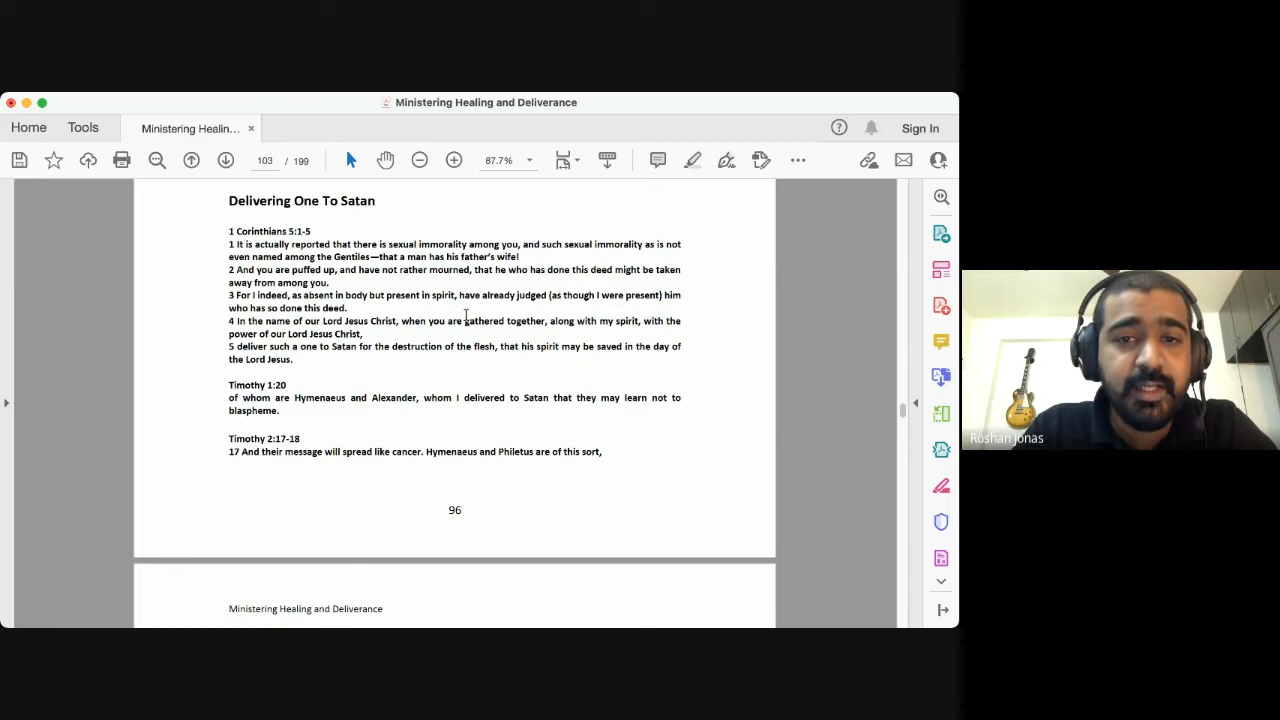 Ministering Healing and Deliverance
Home Tools Ministering Healin... × Sign In
103 / 199 87.7%
Delivering One To Satan
1 Corinthians 5:1-5
1 It is actually reported that there is sexual immorality among you, and such sexual immorality as is not
even named among the Gentiles—that a man has his father's wife!
2 And you are puffed up, and have not rather mourned, that he who has done this deed might be taken
away from among you.
3 For I indeed, as absent in body but present in spirit, have already judged (as though I were present) him
who has so done this deed.
4 In the name of our Lord Jesus Christ, when you are gathered together, along with my spirit, with the
power of our Lord Jesus Christ,
5 deliver such a one to Satan for the destruction of the flesh, that his spirit may be saved in the day of
the Lord Jesus.
Timothy 1:20
of whom are Hymenaeus and Alexander, whom I delivered to Satan that they may learn not to
blaspheme.
Timothy 2:17-18
17 And their message will spread like cancer. Hymenaeus and Philetus are of this sort,
96
Ministering Healing and Deliverance
Roshan Jonas